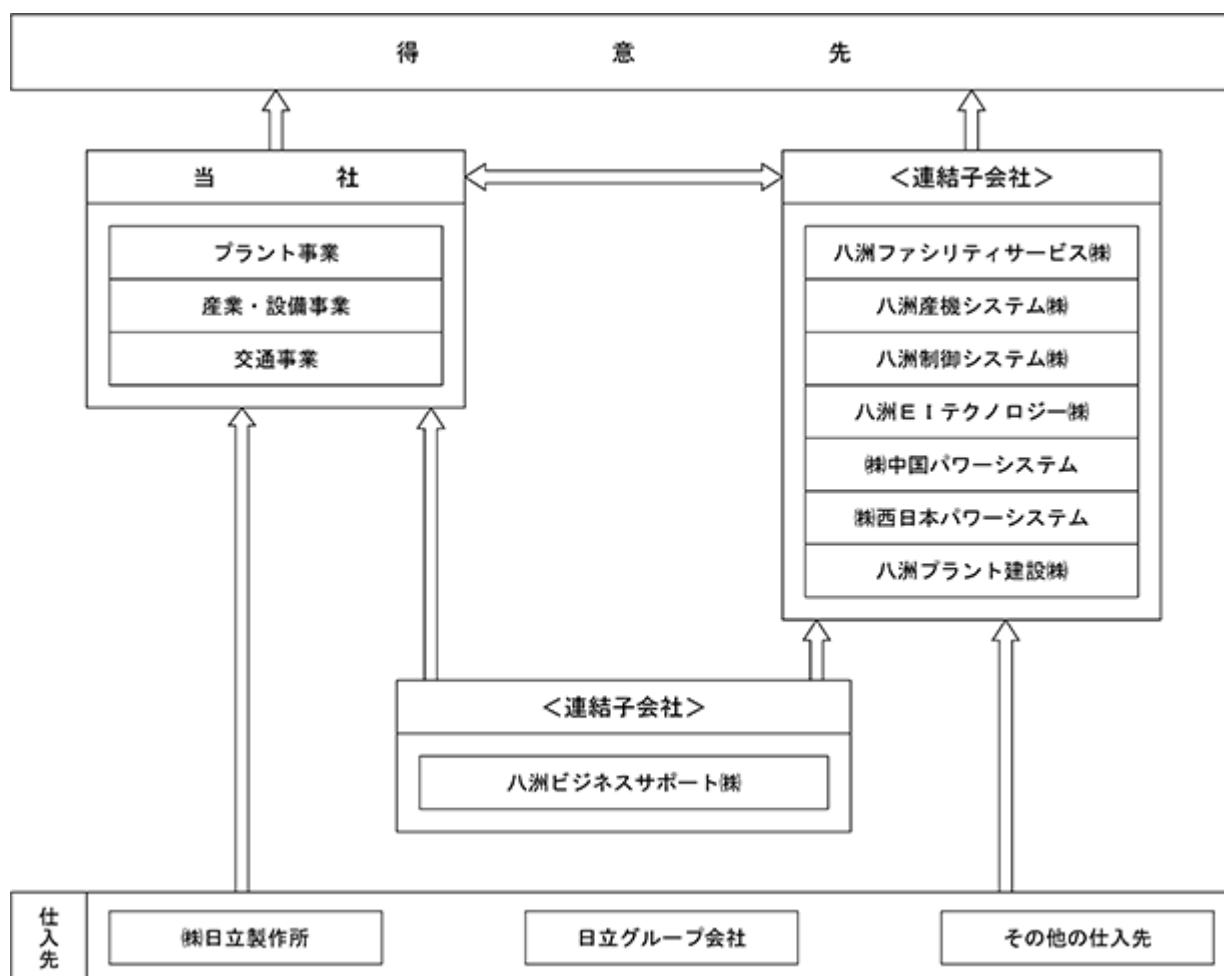 得意先
当社
<連結子会社>
プラント事業
産業・設備事業
交通事業
八洲ファシリティサービス㈱
八洲産機システム㈱
八洲制御システム㈱
八洲EIテクノロジー㈱
㈱中国パワーシステム
㈱西日本パワーシステム
八洲プラント建設㈱
<連結子会社>
八洲ビジネスサポート㈱
仕入先
㈱日立製作所
日立グループ会社
その他の仕入先